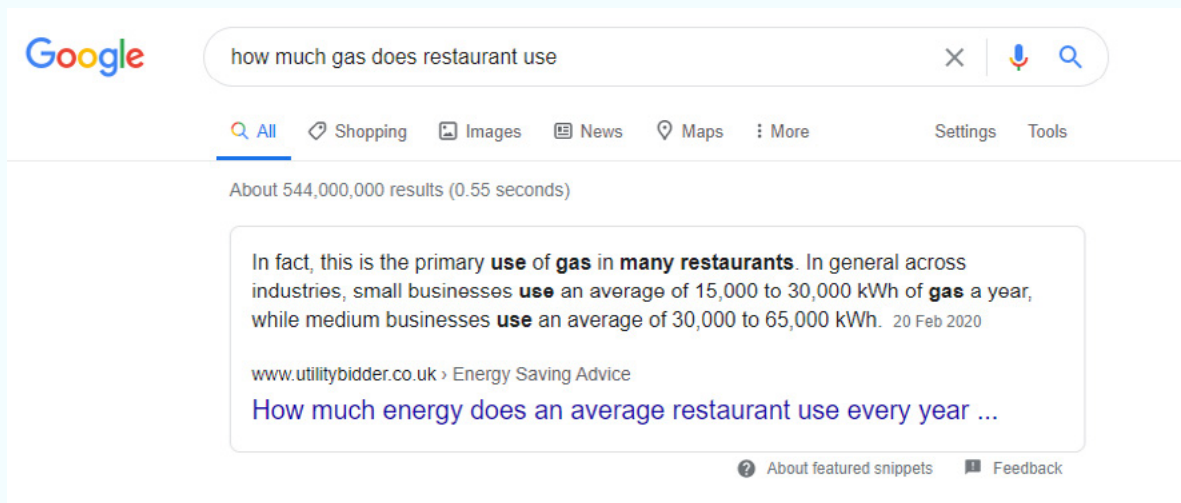 Google
how much gas does restaurant use
All Shopping Images News Maps More Settings Tools
About 544,000,000 results (0.55 seconds)
In fact, this is the primary use of gas in many restaurants. In general across
industries, small businesses use an average of 15,000 to 30,000 kWh of gas a year,
while medium businesses use an average of 30,000 to 65,000 kWh. 20 Feb 2020
www.utilitybidder.co.uk › Energy Saving Advice
How much energy does an average restaurant use every year ...
About featured snippets Feedback